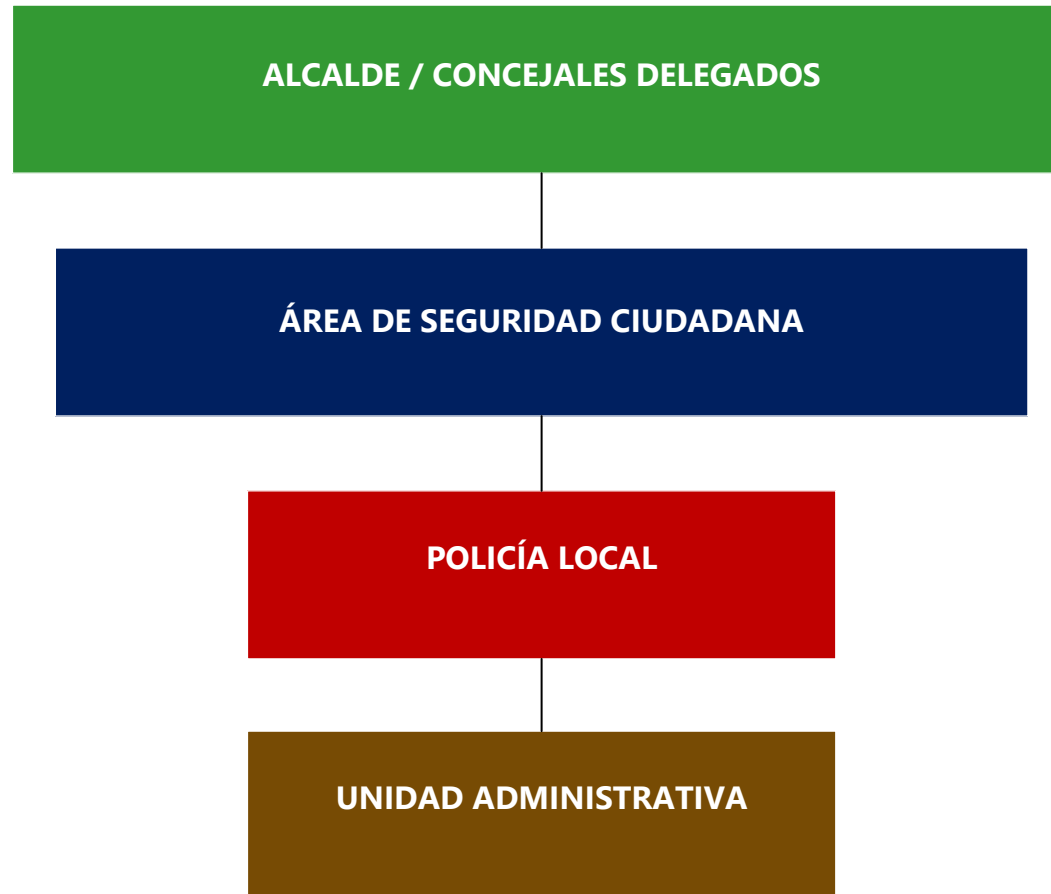 ALCALDE / CONCEJALES DELEGADOS
ÁREA DE SEGURIDAD CIUDADANA
POLICÍA LOCAL
UNIDAD ADMINISTRATIVA